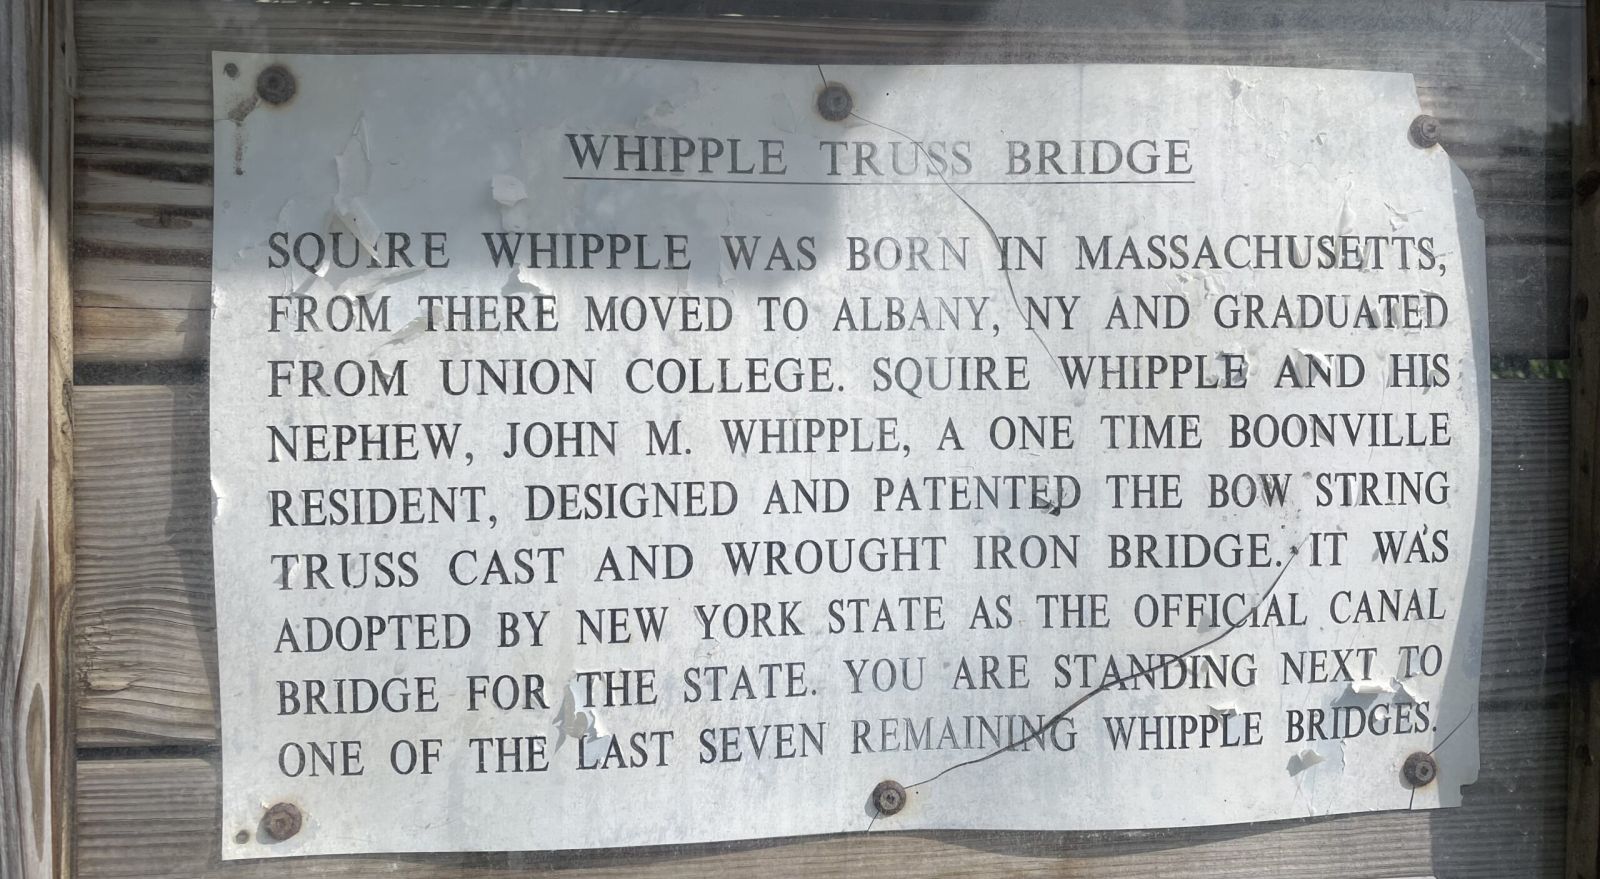 WHIPPLE TRUSS BRIDGE
SQUIRE WHIPPLE WAS BORN IN MASSACHUSETTS,
FROM THERE MOVED TO ALBANY, NY AND GRADUATED
FROM UNION COLLEGE. SQUIRE WHIPPLE AND HIS
NEPHEW, JOHN M. WHIPPLE, A ONE TIME BOONVILLE
RESIDENT, DESIGNED AND PATENTED THE BOW STRING
TRUSS CAST AND WROUGHT IRON BRIDGE. IT WAS
ADOPTED BY NEW YORK STATE AS THE OFFICIAL CANAL
BRIDGE FOR THE STATE. YOU ARE STANDING NEXT TO
ONE OF THE LAST SEVEN REMAINING WHIPPLE BRIDGES.